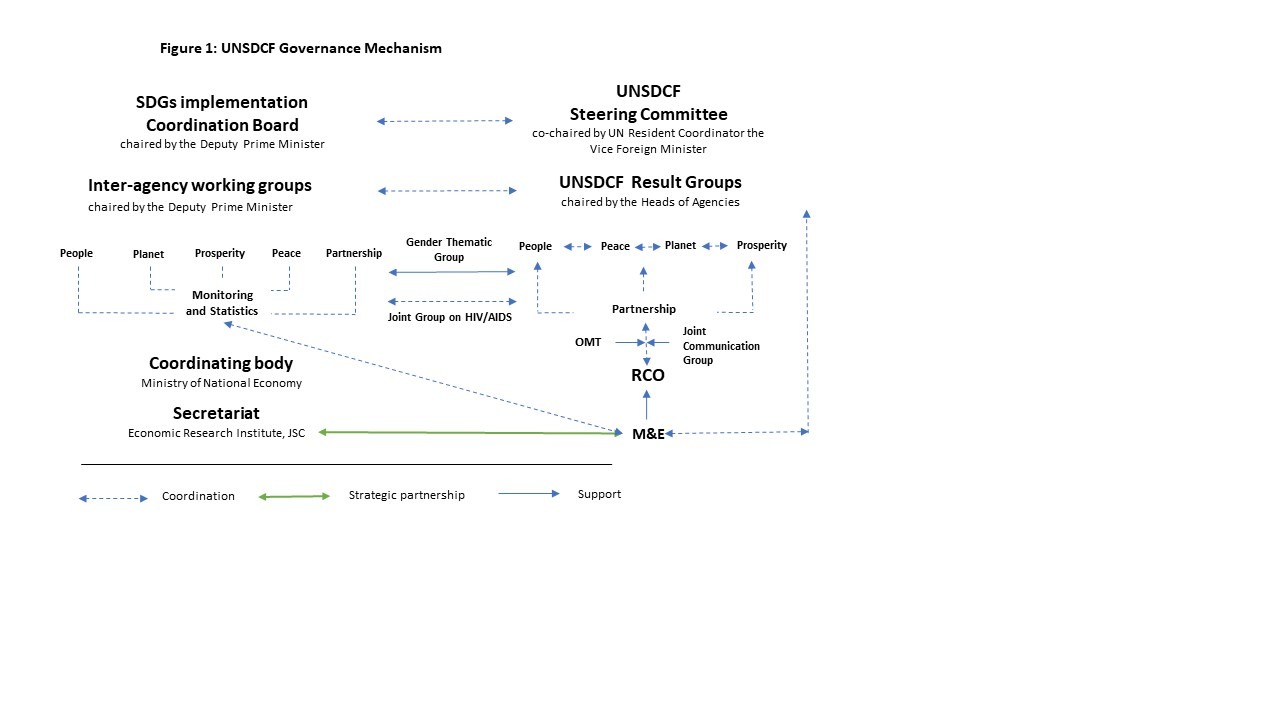 Figure 1: UNSDCF Governance Mechanism
SDGs implementation
Coordination Board
chaired by the Deputy Prime Minister
UNSDCF
Steering Committee
co-chaired by UN Resident Coordinator the
Vice Foreign Minister
Inter-agency working groups
chaired by the Deputy Prime Minister
UNSDCF Result Groups
chaired by the Heads of Agencies
People
Planet
Prosperity
Peace
Partnership
Gender Thematic
Group
People
Peace
Planet
Prosperity
Monitoring
and Statistics
Joint Group on HIV/AIDS
Partnership
OMT
Joint
Communication
Group
RCO
Coordinating body
Ministry of National Economy
Secretariat
Economic Research Institute, JSC
M&E
Coordination
Strategic partnership
Support